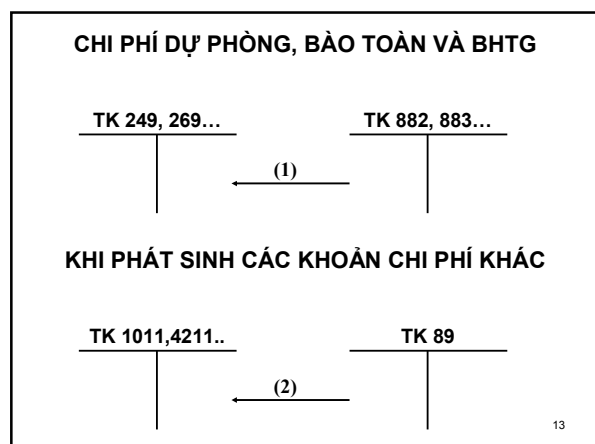 CHI PHÍ DỰ PHÒNG, BÀO TOÀN VÀ BHTG
TK 249, 269… TK 882, 883…
(1)
KHI PHÁT SINH CÁC KHOẢN CHI PHÍ KHÁC
TK 1011,4211.. TK 89
(2)
13